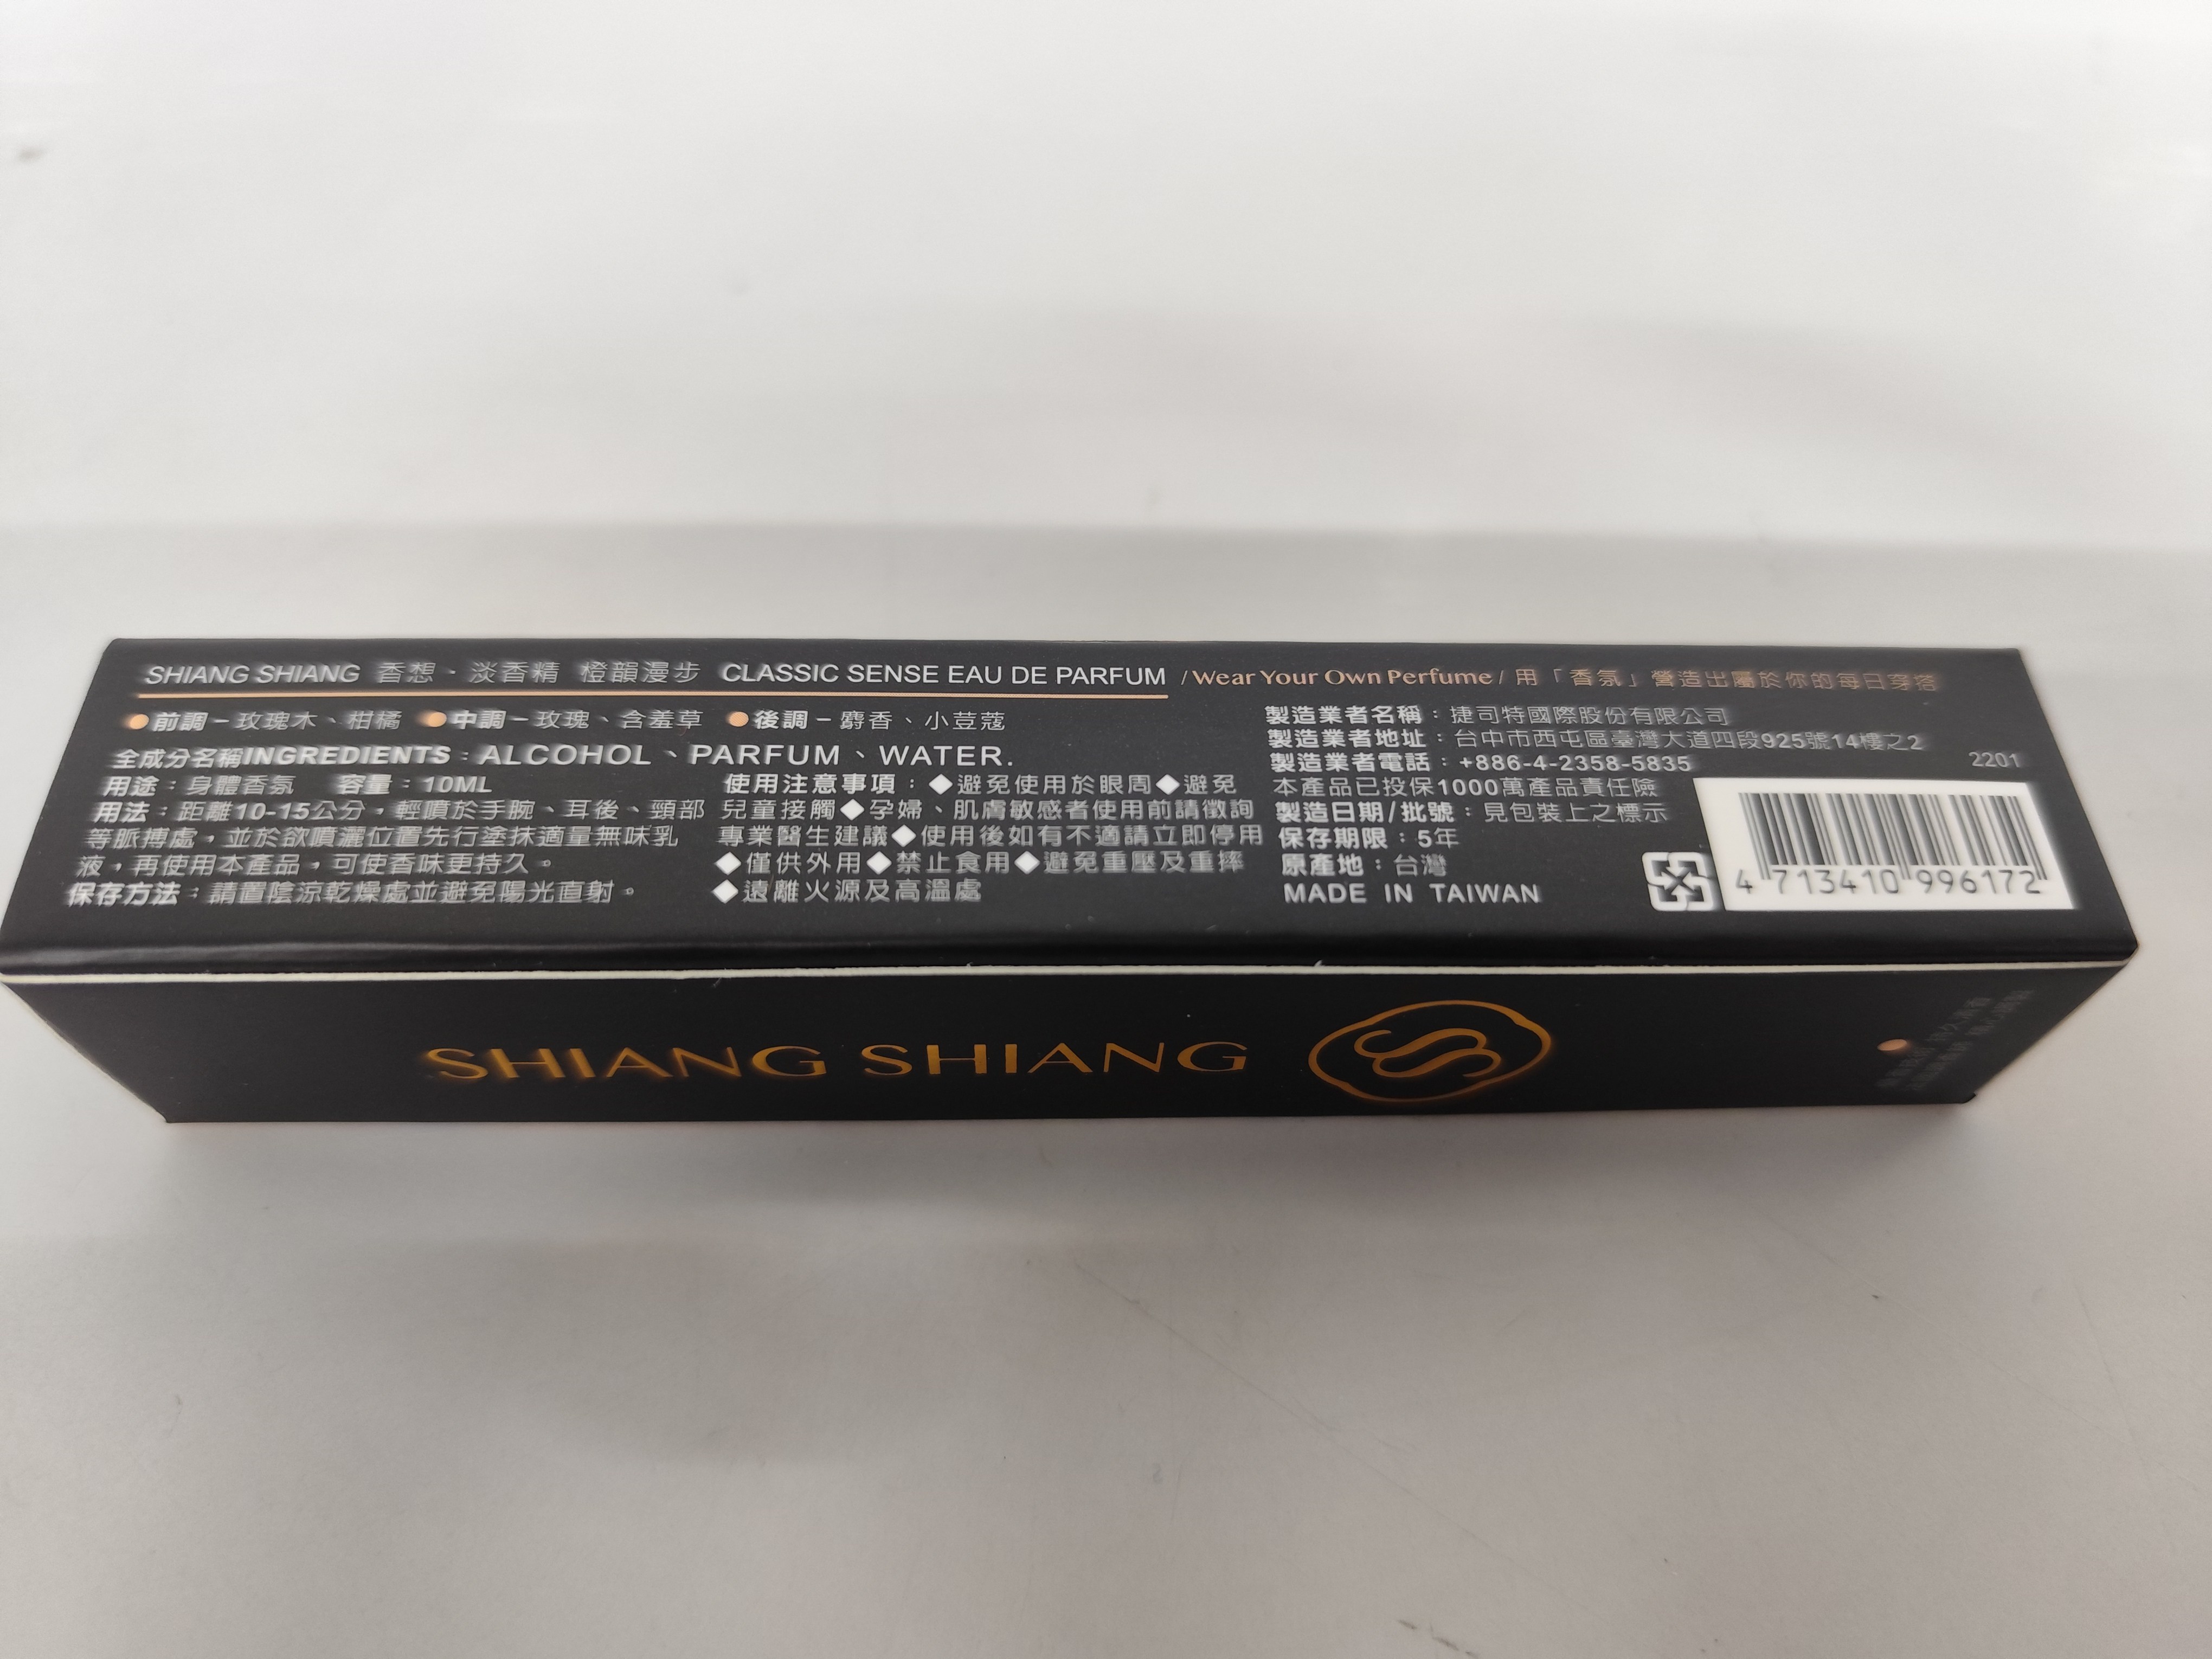 SHIANG SHIANG 香想·淡香精 橙韻漫步 CLASSIC SENSE EAU DE PARFUM /Wear Your Own Perfume/ 用「香氛」營造出屬於你的每日穿搭
●前調－玫瑰木、柑橘 ●中調－玫瑰、含羞草 ●後調－麝香、小荳蔻
全成分名稱INGREDIENTS：ALCOHOL、PARFUM、WATER.
用途：身體香氛 容量：10ML
用法：距離10-15公分，輕噴於手腕、耳後、頸部
等脈搏處，並於欲噴灑位置先行塗抹適量無味乳
液，再使用本產品，可使香味更持久。
保存方法：請置陰涼乾燥處並避免陽光直射。
使用注意事項：◆避免使用於眼周◆避免
兒童接觸◆孕婦、肌膚敏感者使用前請徵詢
專業醫生建議◆使用後如有不適請立即停用
◆僅供外用◆禁止食用◆避免重壓及重摔
◆遠離火源及高溫處
製造業者名稱：捷司特國際股份有限公司
製造業者地址：台中市西屯區臺灣大道四段925號14樓之2
製造業者電話：+886-4-2358-5835
本產品已投保1000萬產品責任險
製造日期/批號：見包裝上之標示
保存期限：5年
原產地：台灣
MADE IN TAIWAN
2201
4 713410 996172
SHIANG SHIANG